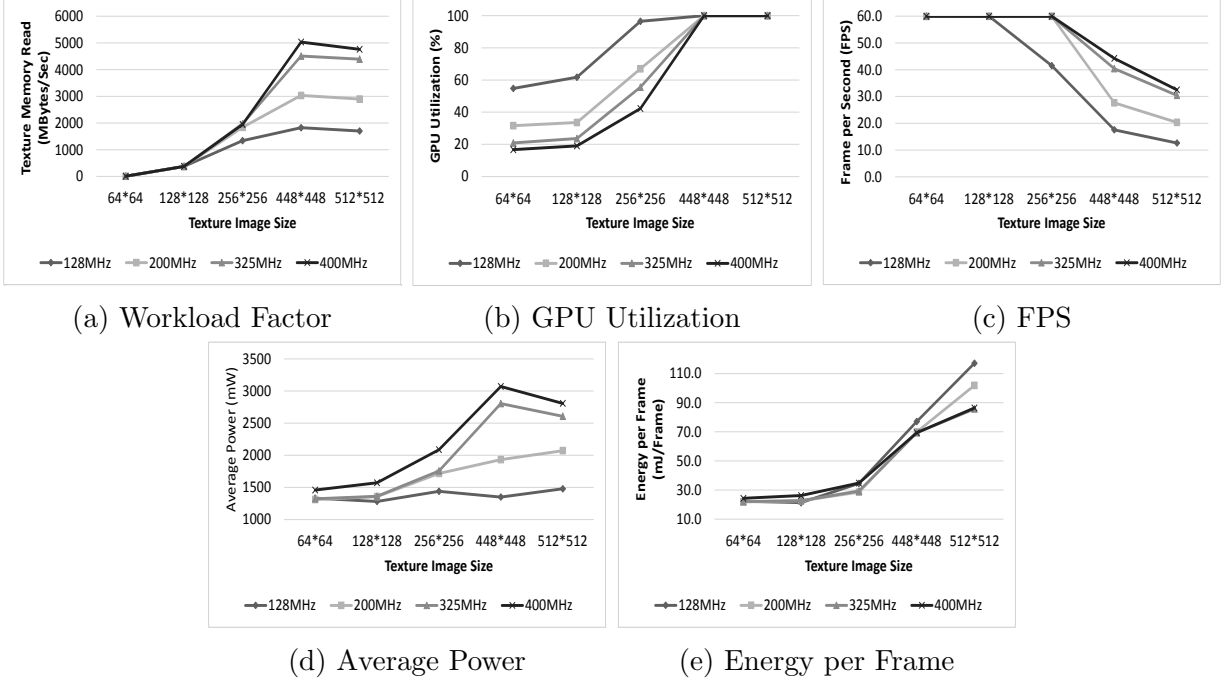 Texture Memory Read
(MBytes/Sec)
6000
5000
4000
3000
2000
1000
0
64*64 128*128 256*256 448*448 512*512
Texture Image Size
128MHz 200MHz 325MHz 400MHz
(a) Workload Factor
GPU Utilization (%)
100
80
60
40
20
0
64*64 128*128 256*256 448*448 512*512
Texture Image Size
128MHz 200MHz 325MHz 400MHz
(b) GPU Utilization
Frame per Second (FPS)
60.0
50.0
40.0
30.0
20.0
10.0
0.0
64*64 128*128 256*256 448*448 512*512
Texture Image Size
128MHz 200MHz 325MHz 400MHz
(c) FPS
Average Power (mW)
3500
3000
2500
2000
1500
1000
64*64 128*128 256*256 448*448 512*512
Texture Image Size
128MHz 200MHz 325MHz 400MHz
(d) Average Power
Energy per Frame
(mJ/Frame)
110.0
90.0
70.0
50.0
30.0
10.0
64*64 128*128 256*256 448*448 512*512
Texture Image Size
128MHz 200MHz 325MHz 400MHz
(e) Energy per Frame